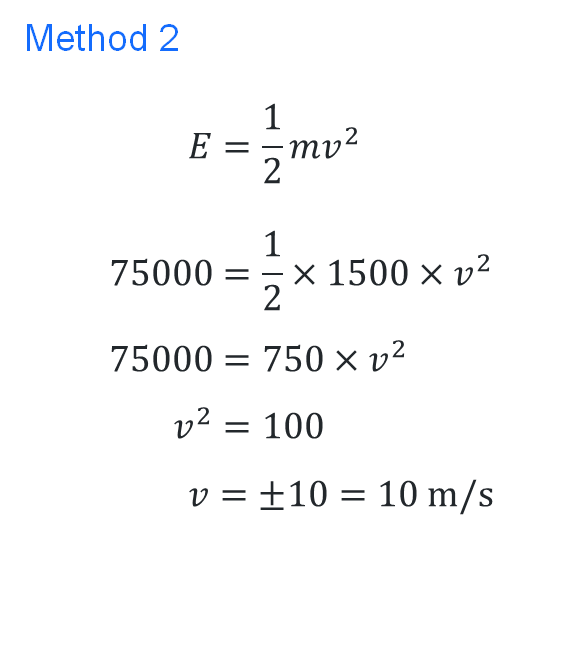 Method 2
E = 1/2 mv²
75000 = 1/2 × 1500 × v²
75000 = 750 × v²
v² = 100
v = ±10 = 10 m/s